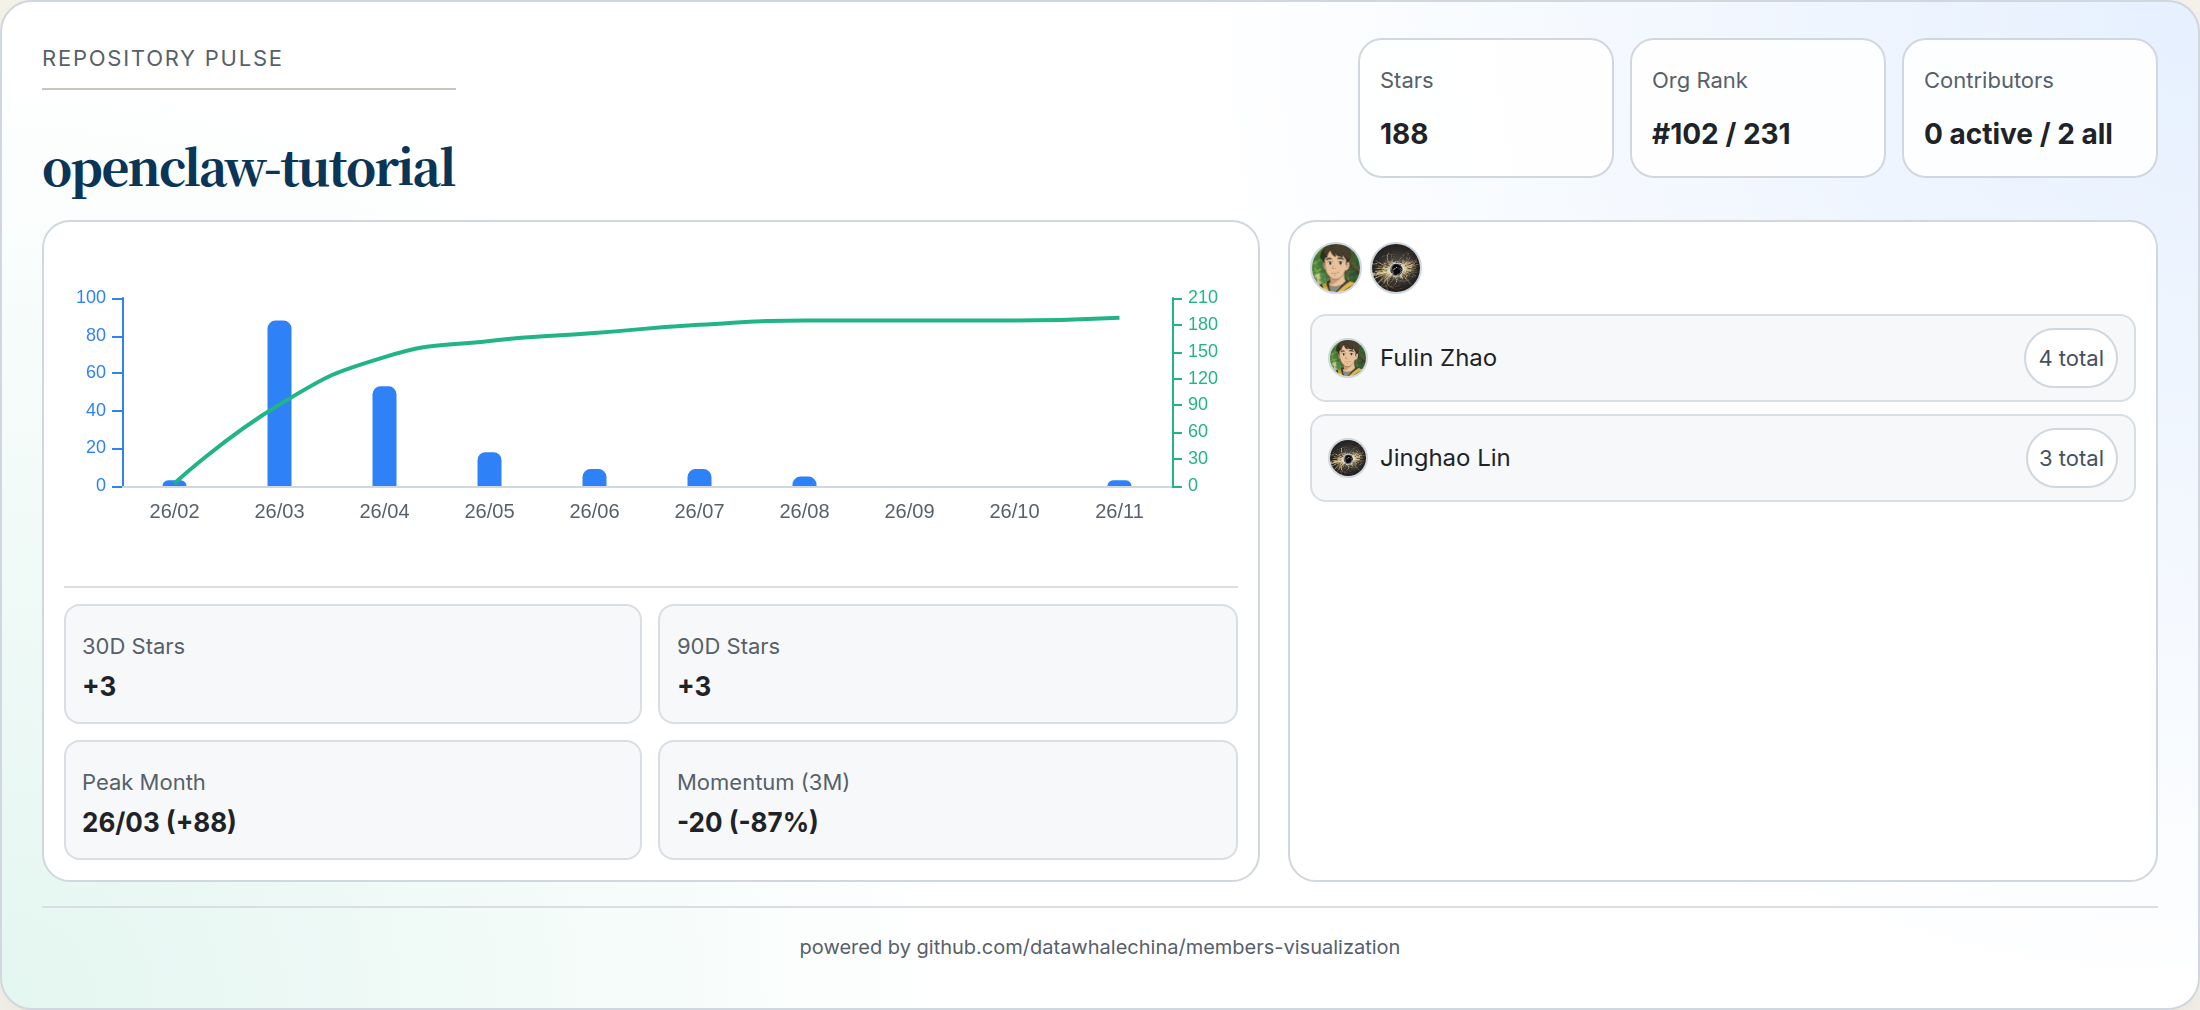 REPOSITORY PULSE
openclaw-tutorial
Stars
188
Org Rank
#102 / 231
Contributors
0 active / 2 all
100
80
60
40
20
0
210
180
150
120
90
60
30
0
26/02 26/03 26/04 26/05 26/06 26/07 26/08 26/09 26/10 26/11
30D Stars
+3
90D Stars
+3
Peak Month
26/03 (+88)
Momentum (3M)
-20 (-87%)
Fulin Zhao
4 total
Jinghao Lin
3 total
powered by github.com/datawhalechina/members-visualization